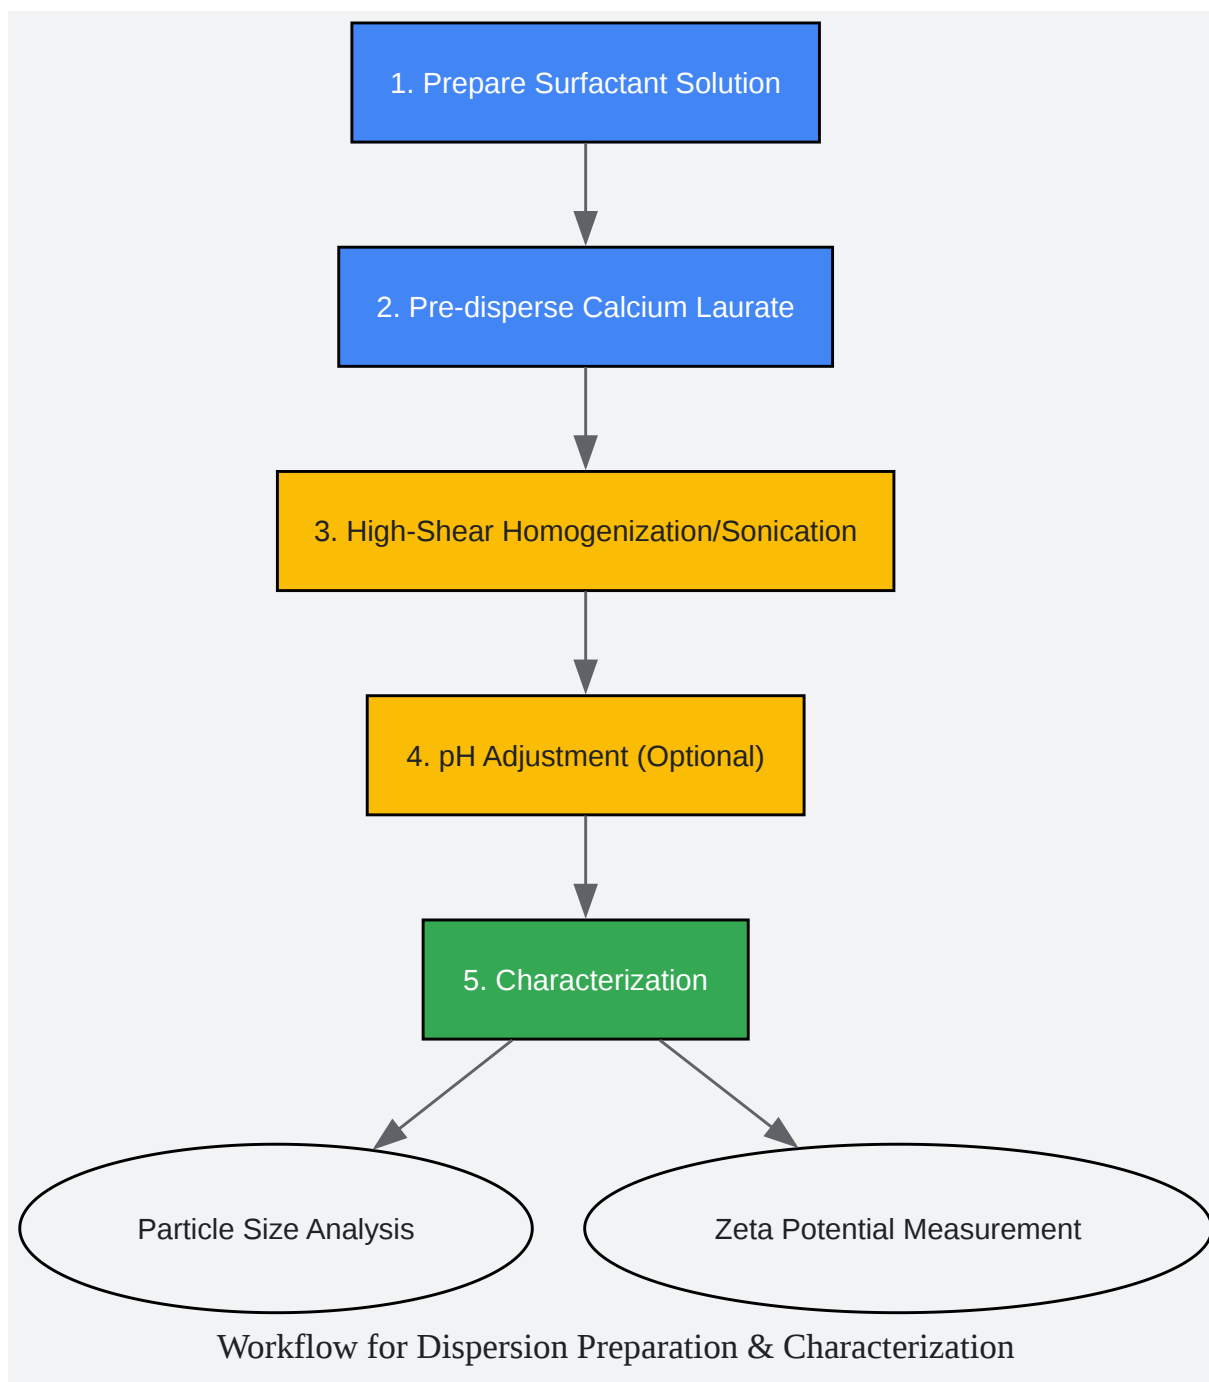 1. Prepare Surfactant Solution
2. Pre-disperse Calcium Laurate
3. High-Shear Homogenization/Sonication
4. pH Adjustment (Optional)
5. Characterization
Particle Size Analysis
Zeta Potential Measurement
Workflow for Dispersion Preparation & Characterization